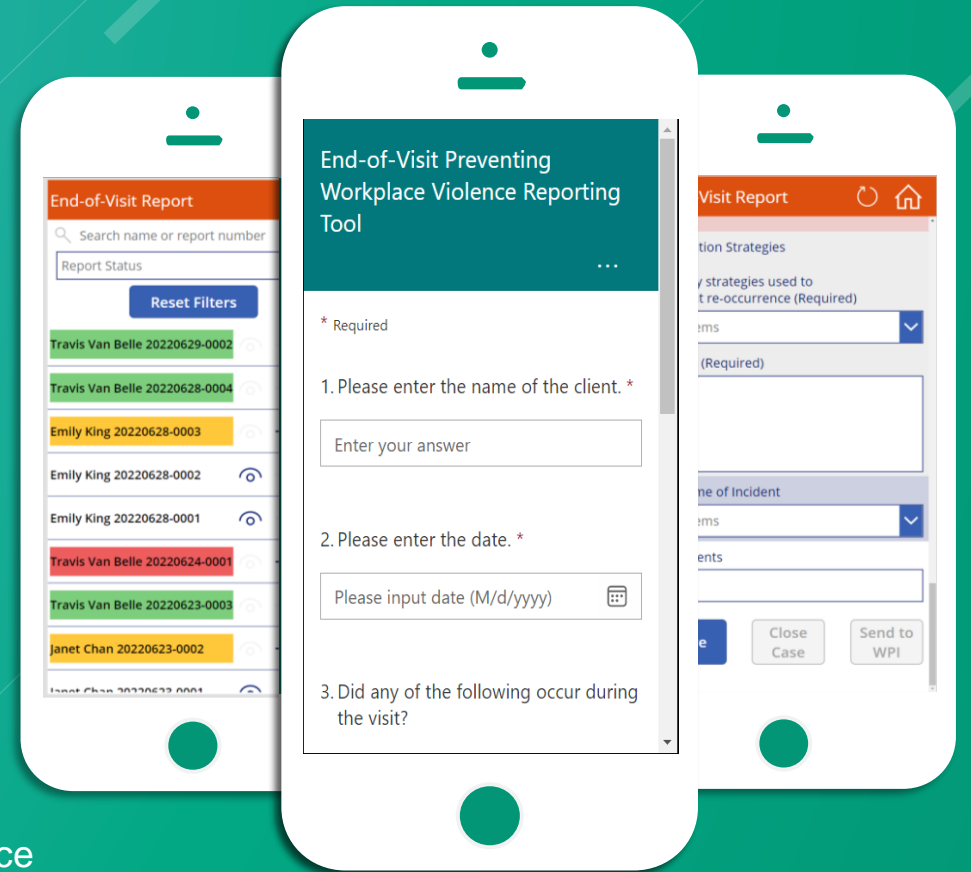 End-of-Visit Report
Search name or report number
Report Status
Reset Filters
Travis Van Belle 20220629-0002
Travis Van Belle 20220628-0004
Emily King 20220628-0003
Emily King 20220628-0002
Emily King 20220628-0001
Travis Van Belle 20220624-0001
Travis Van Belle 20220623-0003
Janet Chan 20220623-0002
Janet Chan 20220623-0001
End-of-Visit Preventing
Workplace Violence Reporting
Tool
...
* Required
1. Please enter the name of the client. *
Enter your answer
2. Please enter the date. *
Please input date (M/d/yyyy)
3. Did any of the following occur during
the visit?
Visit Report
tion Strategies
y strategies used to
t re-occurrence (Required)
ems
(Required)
me of Incident
ems
ents
e
Close
Case
Send to
WPI
ce